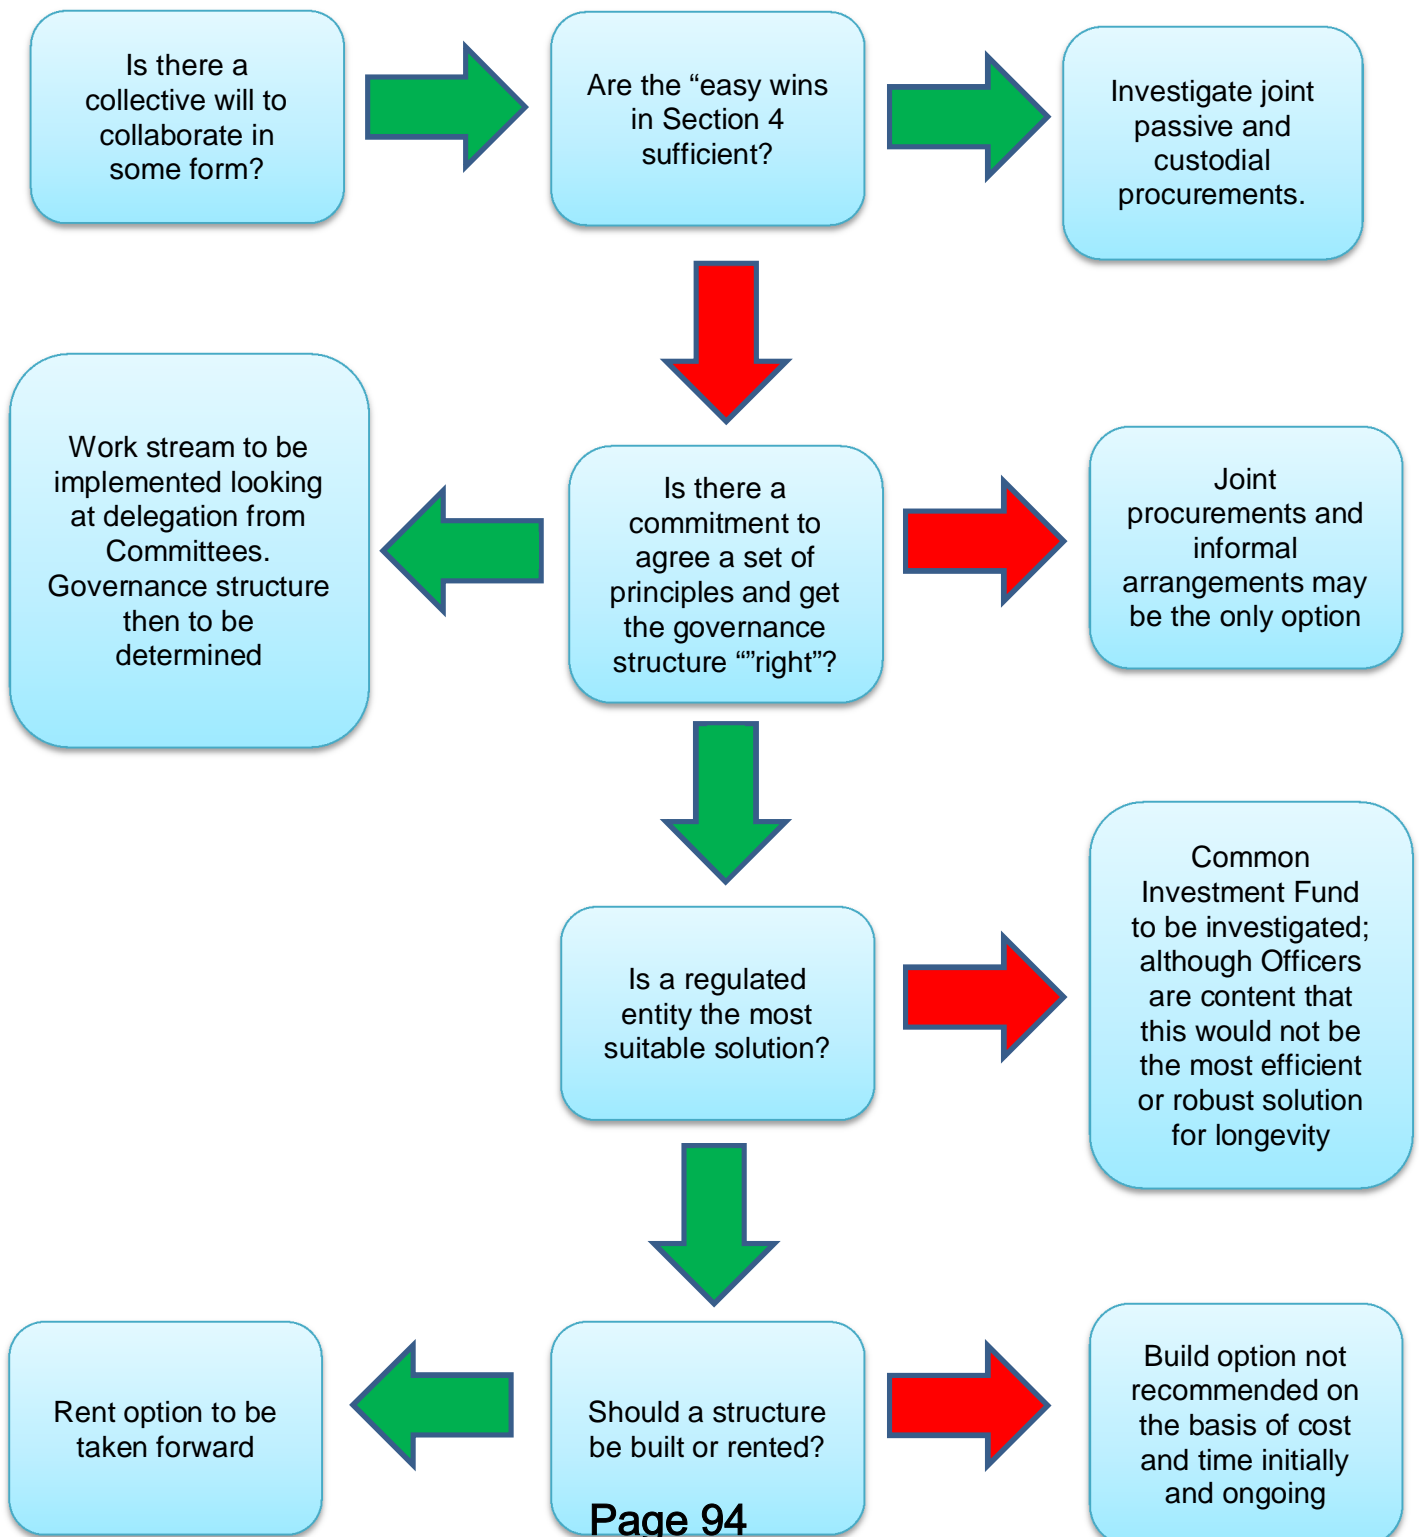 Is there a
collective will to
collaborate in
some form?
Are the “easy wins
in Section 4
sufficient?
Investigate joint
passive and
custodial
procurements.
Work stream to be
implemented looking
at delegation from
Committees.
Governance structure
then to be
determined
Is there a
commitment to
agree a set of
principles and get
the governance
structure “”right”?
Joint
procurements and
informal
arrangements may
be the only option
Is a regulated
entity the most
suitable solution?
Common
Investment Fund
to be investigated;
although Officers
are content that
this would not be
the most efficient
or robust solution
for longevity
Rent option to be
taken forward
Should a structure
be built or rented?
Build option not
recommended on
the basis of cost
and time initially
and ongoing
Page 94